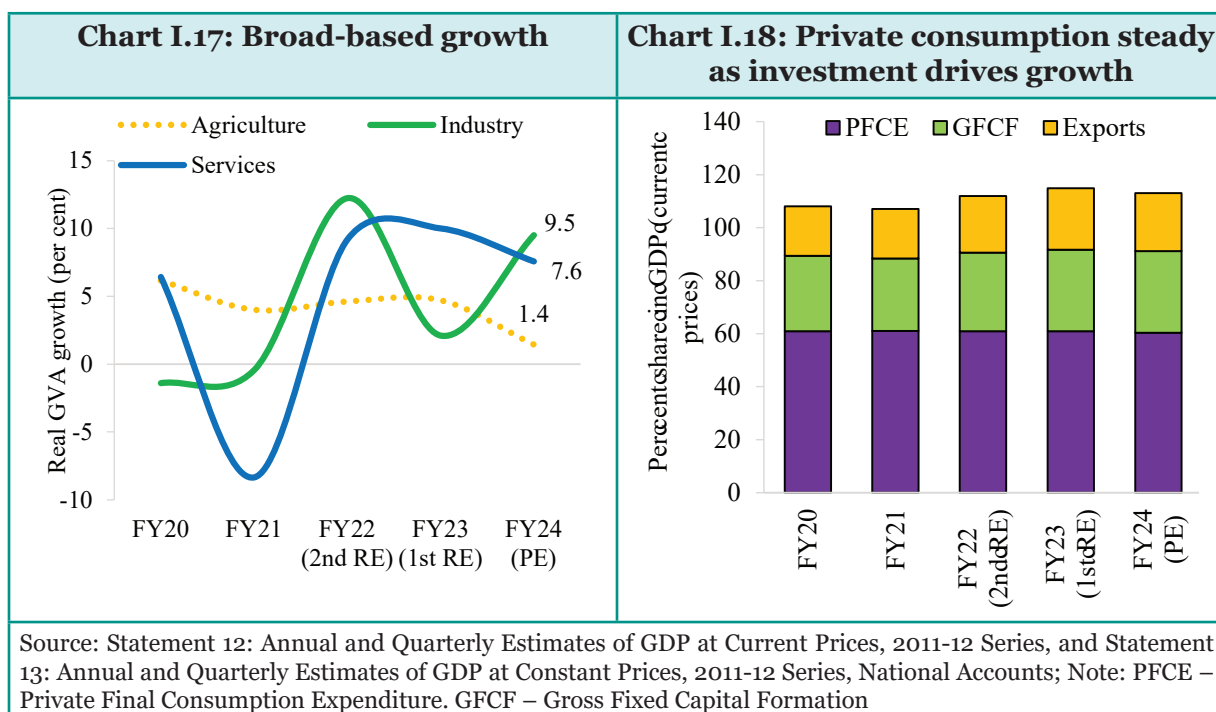 Chart I.17: Broad-based growth
Agriculture
Industry
Services
Real GVA growth (per cent)
15
10
5
0
-5
-10
9.5
7.6
1.4
FY20
FY21
FY22
(2nd RE)
FY23
(1st RE)
FY24
(PE)
Chart I.18: Private consumption steady
as investment drives growth
PFCE
GFCF
Exports
PercentcsharecincGDPc(currentc
prices)
140
120
100
80
60
40
20
0
FY20
FY21
FY22
(2nddRE)
FY23
(1stdRE)
FY24
(PE)
Source: Statement 12: Annual and Quarterly Estimates of GDP at Current Prices, 2011-12 Series, and Statement
13: Annual and Quarterly Estimates of GDP at Constant Prices, 2011-12 Series, National Accounts; Note: PFCE –
Private Final Consumption Expenditure. GFCF – Gross Fixed Capital Formation